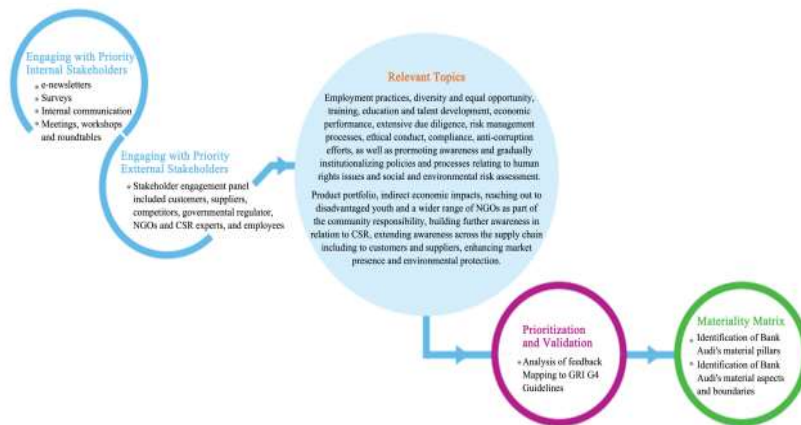 Engaging with Priority
Internal Stakeholders
e-newsletters
Surveys
Internal communication
Meetings, workshops
and roundtables
Engaging with Priority
External Stakeholders
Stakeholder engagement panel
included customers, suppliers,
competitors, governmental regulator,
NGOs and CSR experts, and employees
Relevant Topics
Employment practices, diversity and equal opportunity,
training, education and talent development, economic
performance, extensive due diligence, risk management
processes, ethical conduct, compliance, anti-corruption
efforts, as well as promoting awareness and gradually
institutionalizing policies and processes relating to human
rights issues and social and environmental risk assessment.
Product portfolio, indirect economic impacts, reaching out to
disadvantaged youth and a wider range of NGOs as part of
the community responsibility, building further awareness in
relation to CSR, extending awareness across the supply chain
including to customers and suppliers, enhancing market
presence and environmental protection.
Prioritization
and Validation
Analysis of feedback
Mapping to GRI G4
Guidelines
Materiality Matrix
Identification of Bank
Audi's material pillars
Identification of Bank
Audi's material aspects
and boundaries